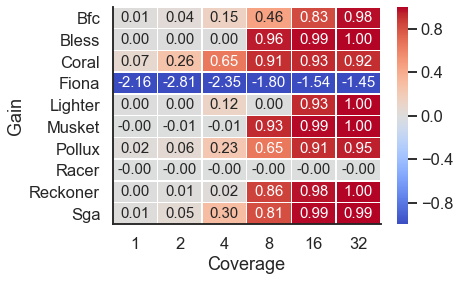 Gain
Bfc 0.01 0.04 0.15 0.46 0.83 0.98
Bless 0.00 0.00 0.00 0.96 0.99 1.00
Coral 0.07 0.26 0.65 0.91 0.93 0.92
Fiona -2.16 -2.81 -2.35 -1.80 -1.54 -1.45
Lighter 0.00 0.00 0.12 0.00 0.93 1.00
Musket -0.00 -0.01 -0.01 0.93 0.99 1.00
Pollux 0.02 0.06 0.23 0.65 0.91 0.95
Racer -0.00 -0.00 -0.00 -0.00 -0.00 -0.00
Reckoner 0.00 0.01 0.02 0.86 0.98 1.00
Sga 0.01 0.05 0.30 0.81 0.99 0.99
1 2 4 8 16 32
Coverage
0.8
0.4
0.0
−0.4
−0.8